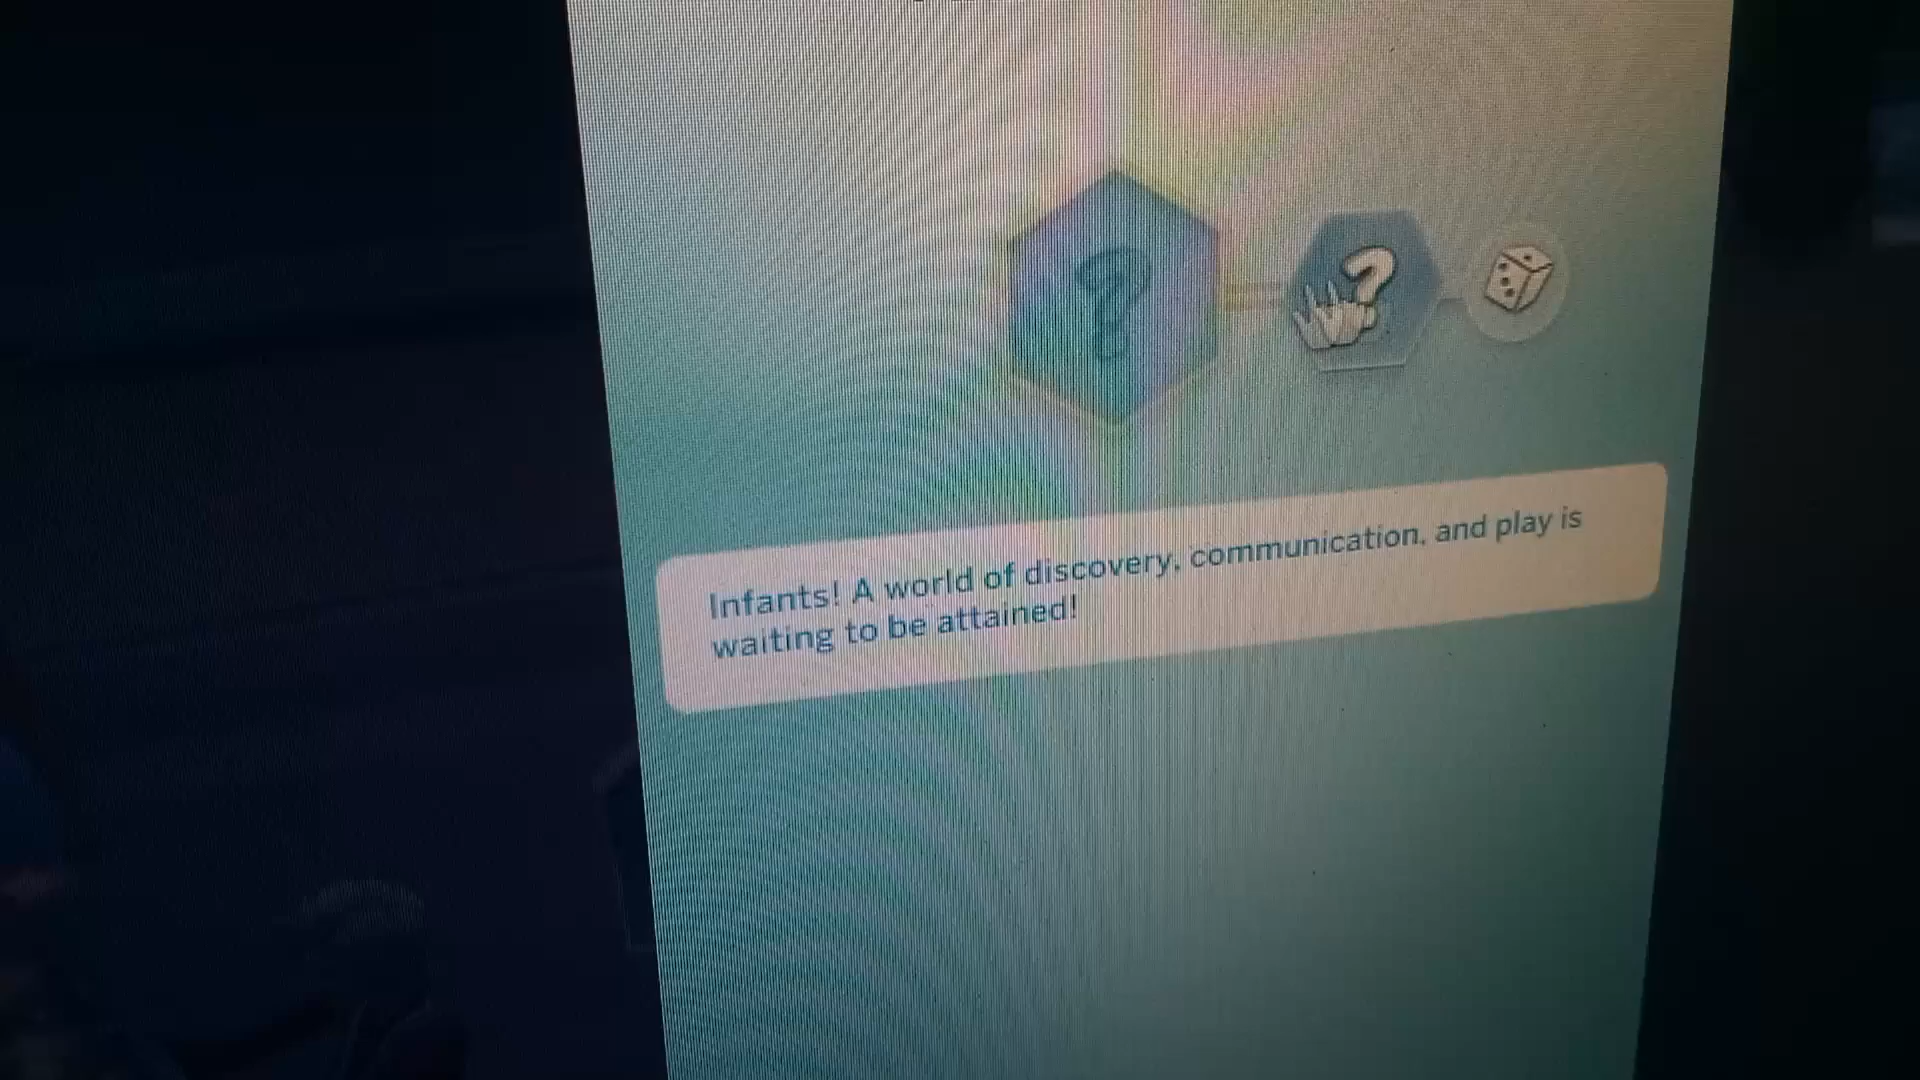 Infants! A world of discovery, communication, and play is
waiting to be attained!